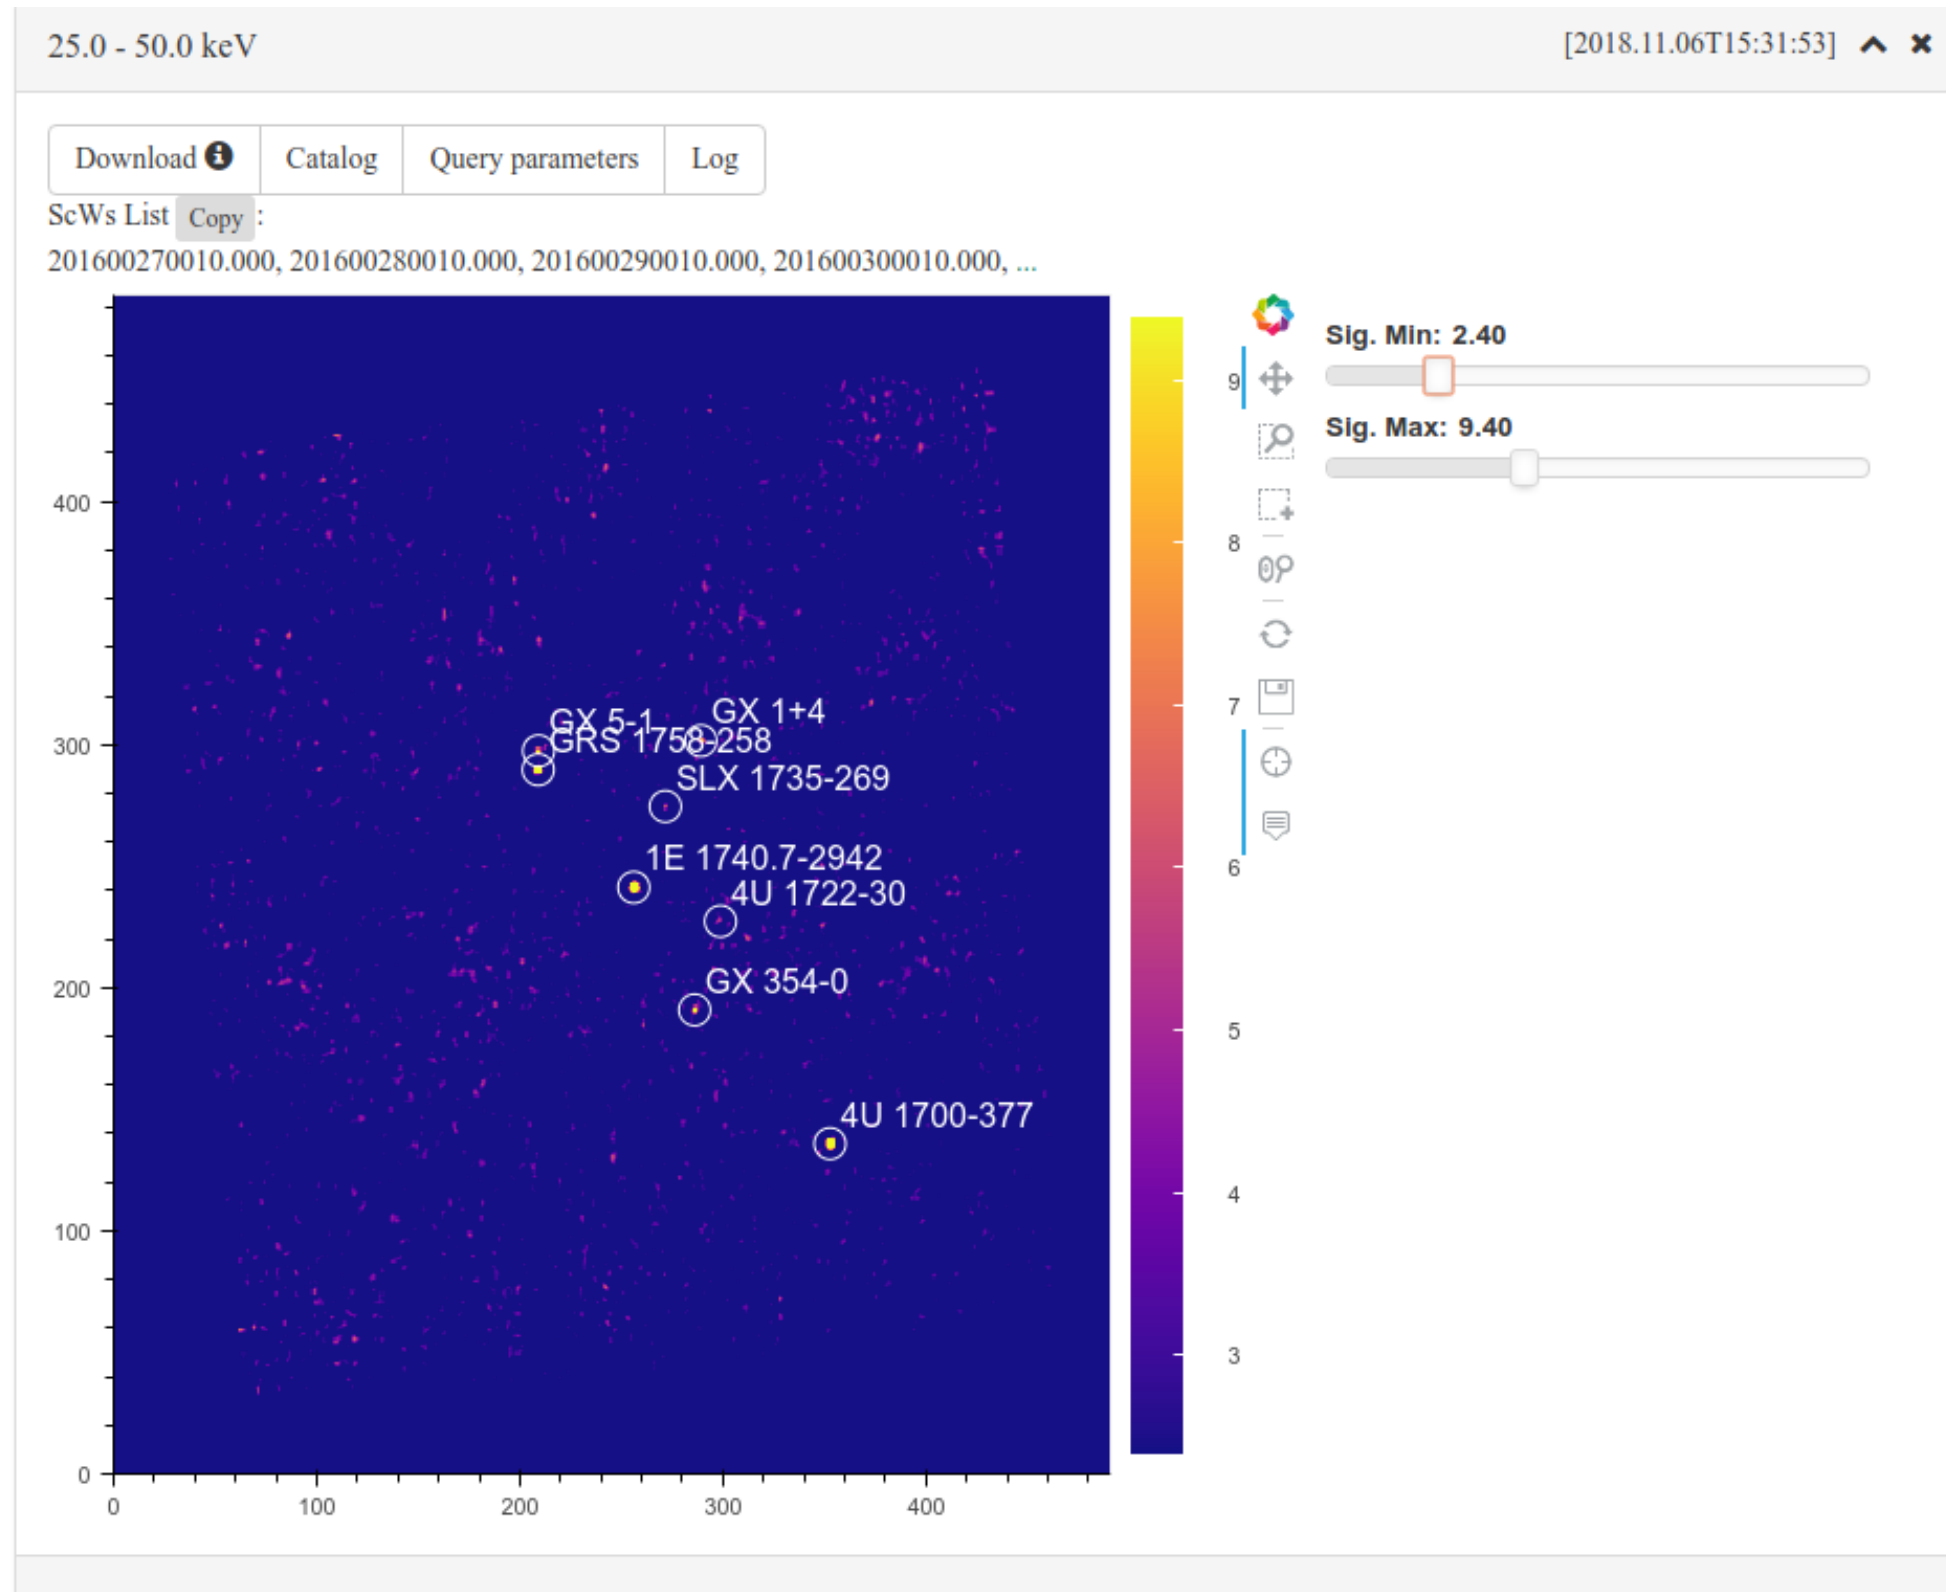 25.0 - 50.0 keV
[2018.11.06T15:31:53]
Download
Catalog
Query parameters
Log
ScWs List Copy :
201600270010.000, 201600280010.000, 201600290010.000, 201600300010.000, ...
Sig. Min: 2.40
Sig. Max: 9.40
GX 5-1
GX 1+4
GRS 1758-258
SLX 1735-269
1E 1740.7-2942
4U 1722-30
GX 354-0
4U 1700-377
400
300
200
100
0
0 100 200 300 400
9
8
7
6
5
4
3